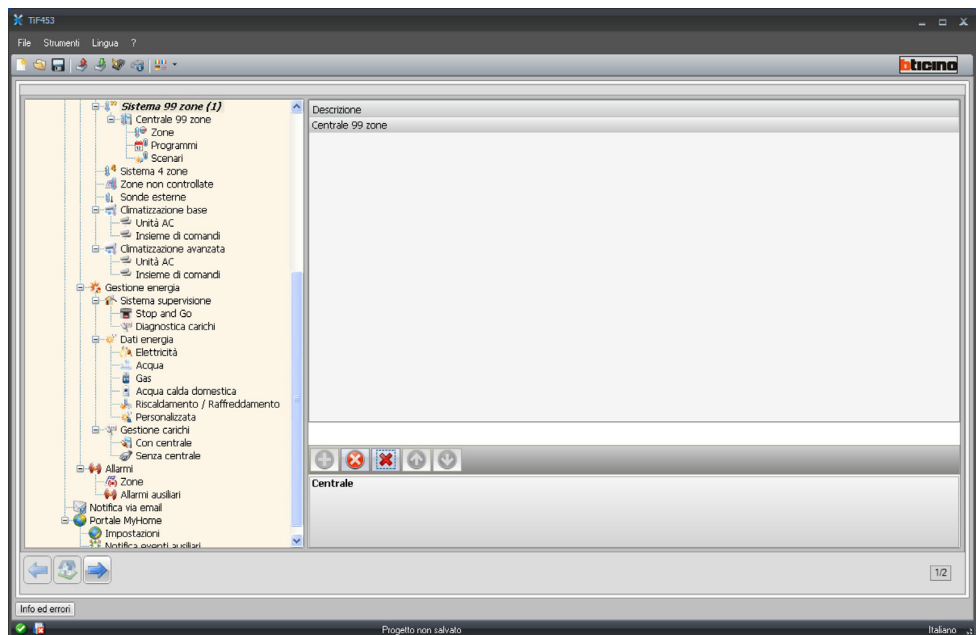 TiF453
File Strumenti Lingua ?
bticino
Sistema 99 zone (1)
Centrale 99 zone
Zone
Programmi
Scenari
Sistema 4 zone
Zone non controllate
Sonde esterne
Climatizzazione base
Unità AC
Insieme di comandi
Climatizzazione avanzata
Unità AC
Insieme di comandi
Gestione energia
Sistema supervisione
Stop and Go
Diagnostica carichi
Dati energia
Elettricità
Acqua
Gas
Acqua calda domestica
Riscaldamento / Raffreddamento
Personalizzata
Gestione carichi
Con centrale
Senza centrale
Allarmi
Zone
Allarmi ausiliari
Notifica via email
Portale MyHome
Impostazioni
Notifica eventi ausiliari
Descrizione
Centrale 99 zone
Centrale
1/2
Info ed errori
Progetto non salvato
Italiano